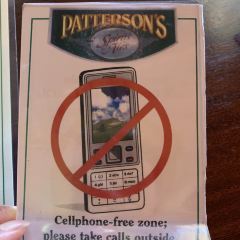 PATTERSON'S
Cellphone-free zone;
please take calls outside